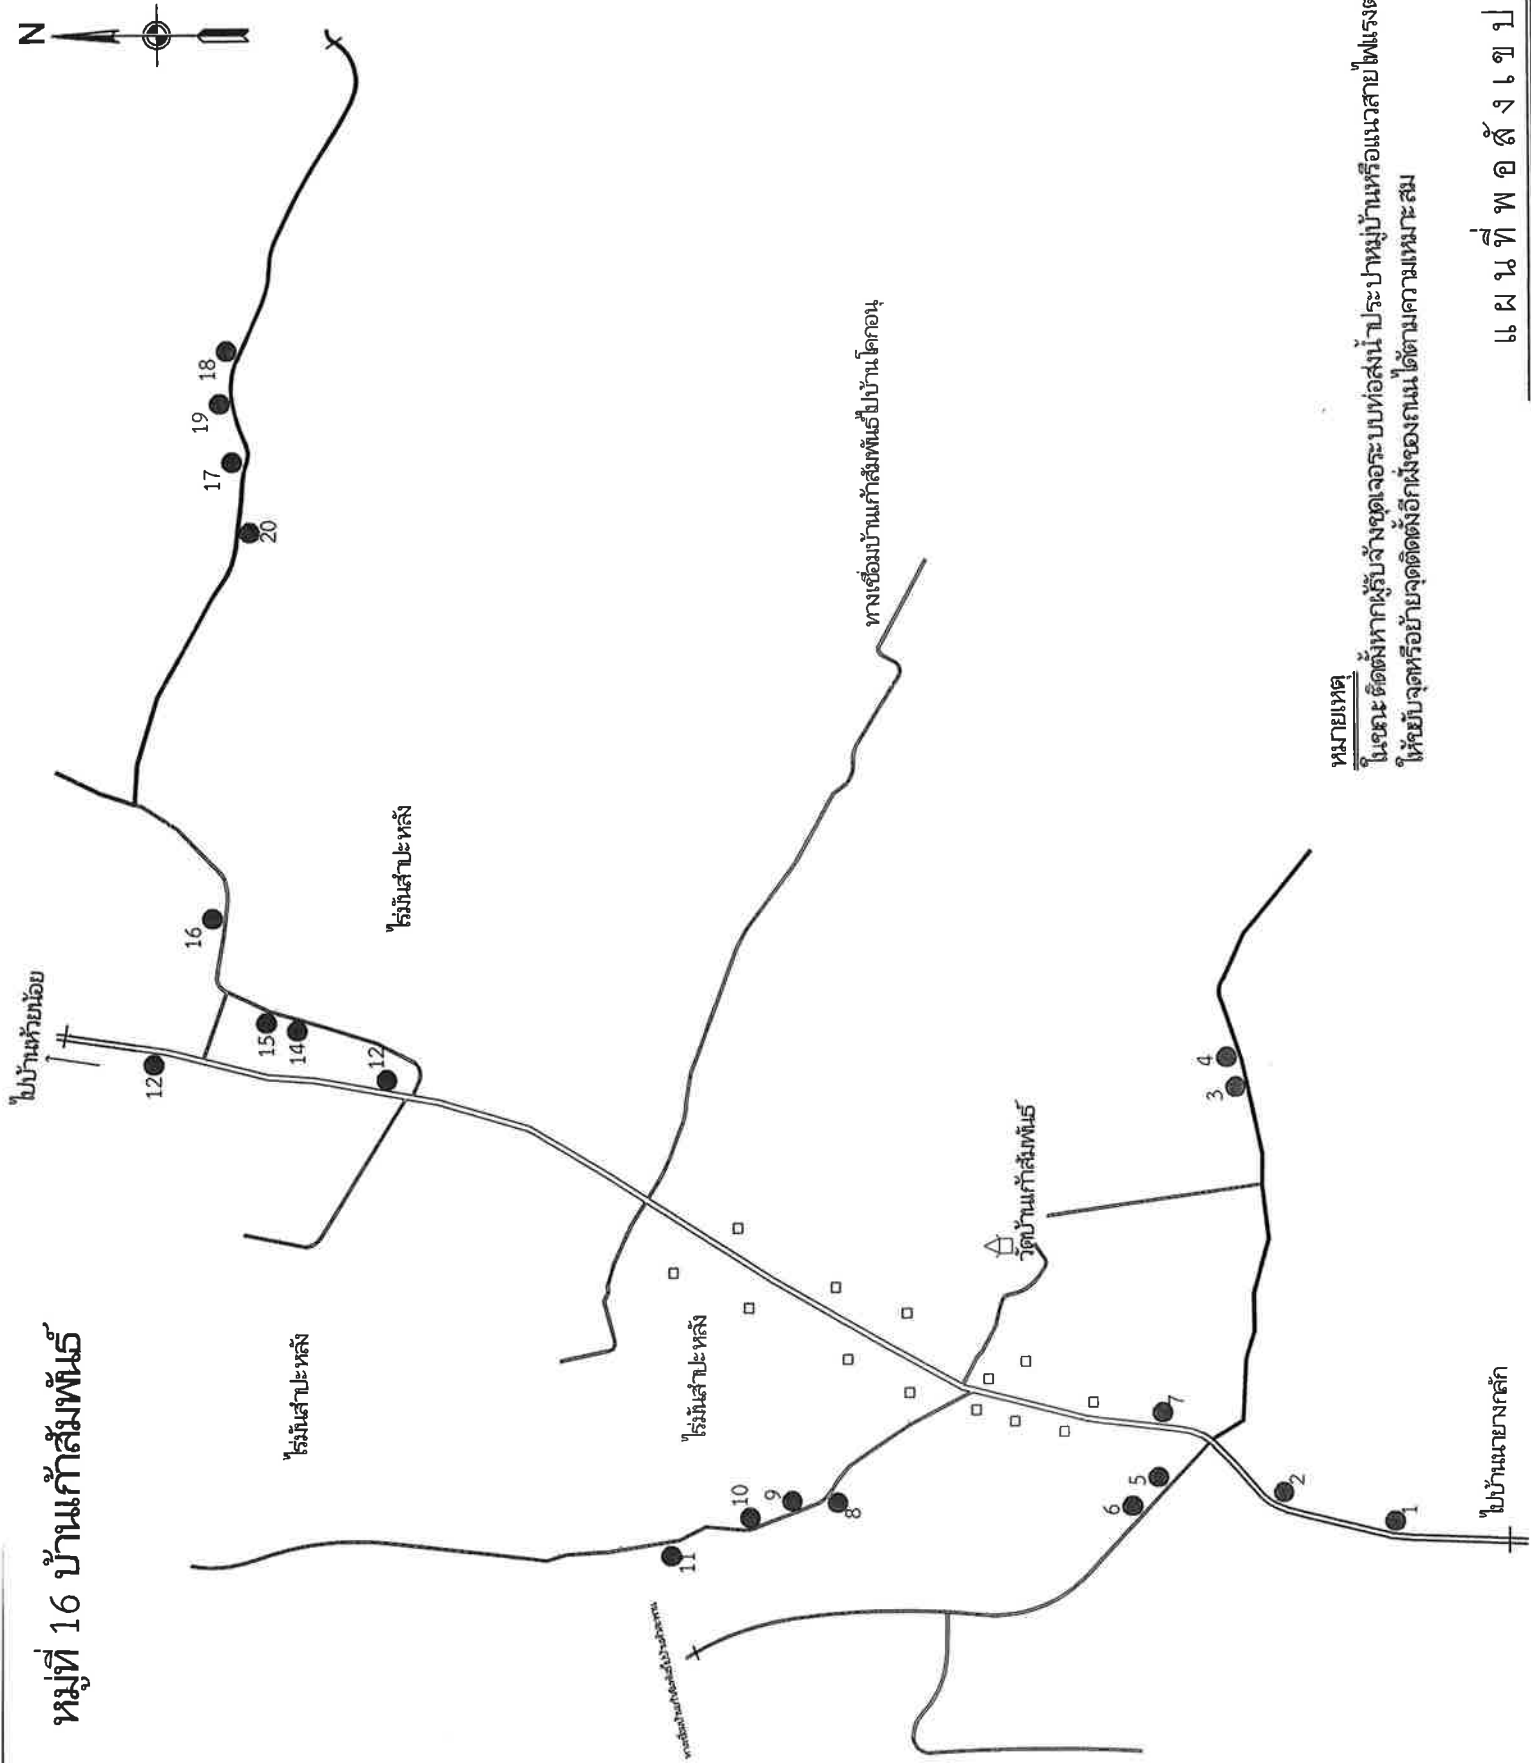 หมู่ที่ 16 บ้านเก้าสัมพันธ์
N
ไปบ้านห้วยน้อย
12
15
14
12
16
20
17
19
18
ไร่มันสำปะหลัง
ไร่มันสำปะหลัง
ไร่มันสำปะหลัง
ทางเชื่อมบ้านเก้าสัมพันธ์ไปบ้านโคกอนุ
11
10
9
8
วัดบ้านเก้าสัมพันธ์
6
5
7
3
4
2
1
ไปบ้านนายางกลัก
หมายเหตุ
ในขณะติดตั้งหากผู้รับจ้างขุดเจอระบบท่อส่งน้ำประปาหมู่บ้านหรือแนวสายไฟแรงต
ให้ขยับจุดหรือย้ายจุดติดตั้งอีกฝั่งของถนนได้ตามความเหมาะสม
แผนที่พอสังเขป